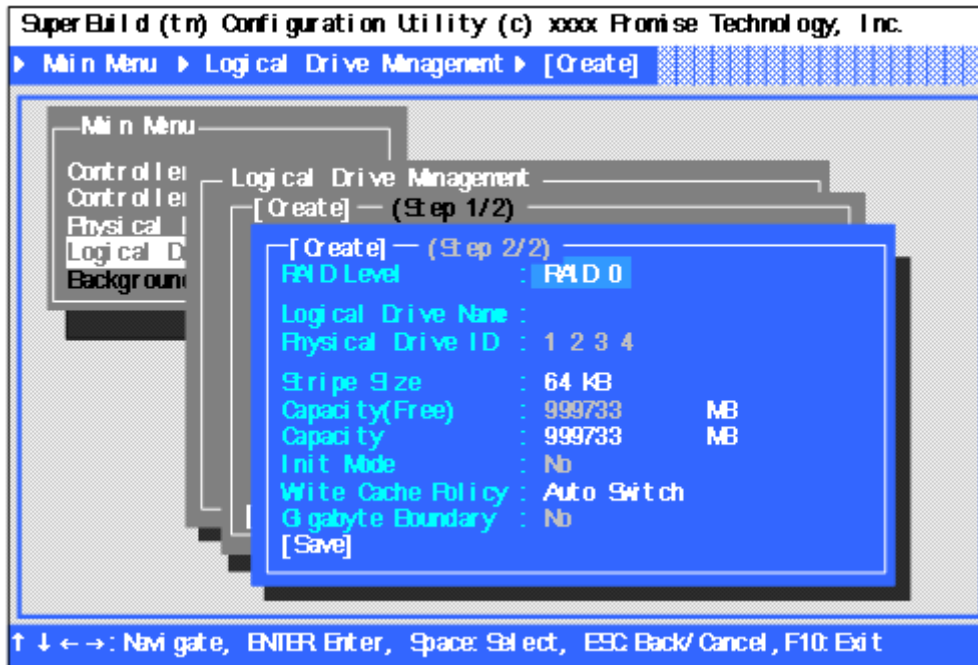 SuperBuild (tm) Configuration Utility (c) xxxx Promise Technology, Inc.
Main Menu Logical Drive Management [Create]
Main Menu
Controller
Controller
Physical
Logical D
Background
Logical Drive Management
[Create] (Step 1/2)
[Create] (Step 2/2)
RAID Level : RAID 0
Logical Drive Name :
Physical Drive ID : 1 2 3 4
Stripe Size : 64 KB
Capacity(Free) : 999733 MB
Capacity : 999733 MB
Init Mode : No
Write Cache Policy : Auto Switch
Gigabyte Boundary : No
[Save]
↑ ↓ ← → : Navigate, ENTER: Enter, Space: Select, ESC: Back/Cancel, F10: Exit